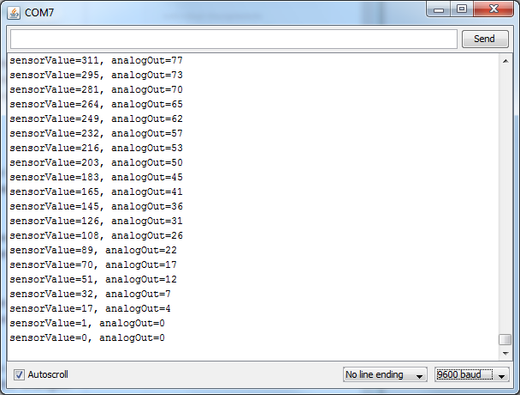 COM7
Send
sensorValue=311, analogOut=77
sensorValue=295, analogOut=73
sensorValue=281, analogOut=70
sensorValue=264, analogOut=65
sensorValue=249, analogOut=62
sensorValue=232, analogOut=57
sensorValue=216, analogOut=53
sensorValue=203, analogOut=50
sensorValue=183, analogOut=45
sensorValue=165, analogOut=41
sensorValue=145, analogOut=36
sensorValue=126, analogOut=31
sensorValue=108, analogOut=26
sensorValue=89, analogOut=22
sensorValue=70, analogOut=17
sensorValue=51, analogOut=12
sensorValue=32, analogOut=7
sensorValue=17, analogOut=4
sensorValue=1, analogOut=0
sensorValue=0, analogOut=0
Autoscroll No line ending 9600 baud